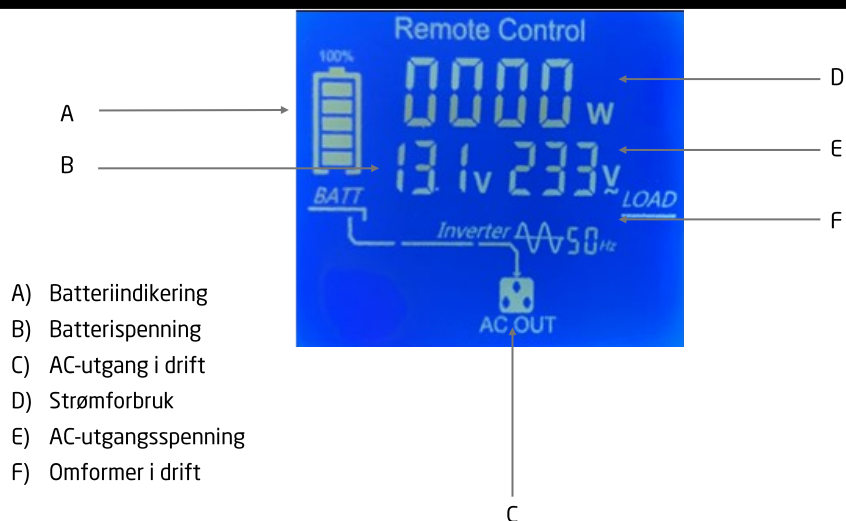 Remote Control
100%
0000 W
A
D
B
13.1v 233V~
E
BATT
LOAD
F
Inverter 50Hz
AC OUT
A) Batteriindikering
B) Batterispenning
C) AC-utgang i drift
D) Strømforbruk
E) AC-utgangsspenning
F) Omformer i drift
C